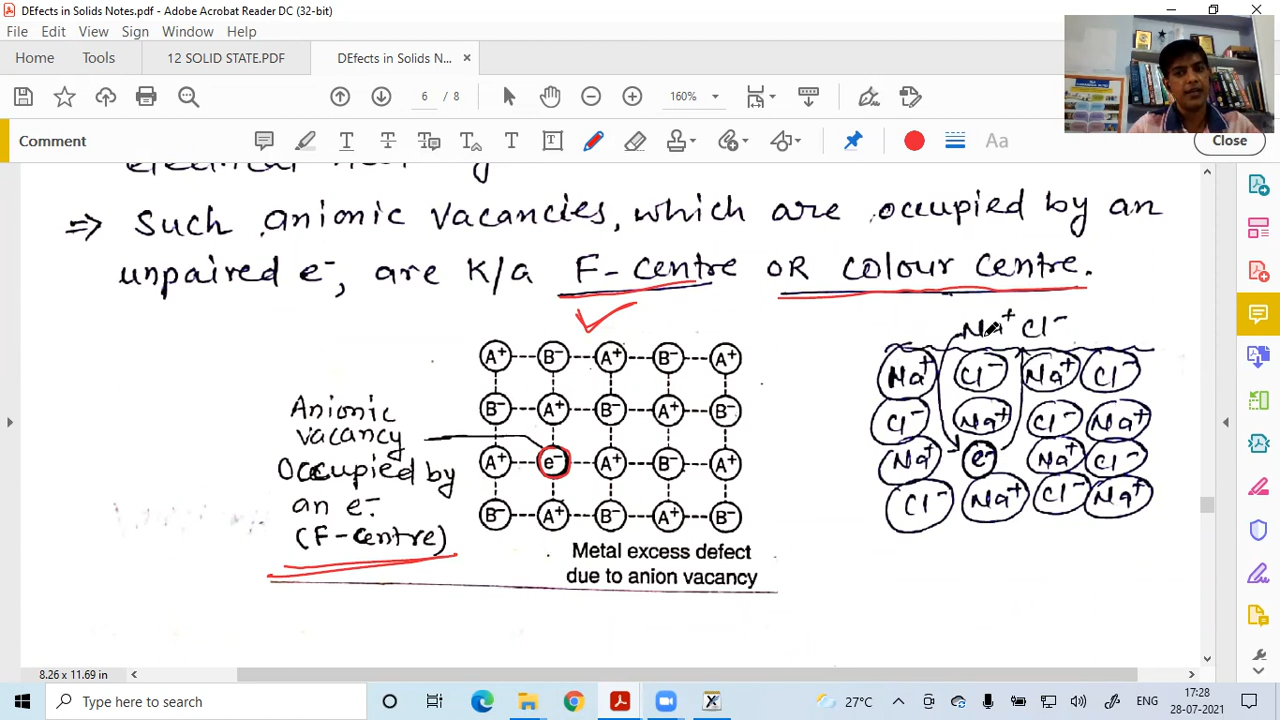 DEfects in Solids Notes.pdf - Adobe Acrobat Reader DC (32-bit)
File Edit View Sign Window Help
Home Tools 12 SOLID STATE.PDF DEfects in Solids N... ×
6 / 8 160%
Comment Close
⇒ Such anionic vacancies, which are occupied by an
unpaired e⁻, are K/a F-centre OR colour centre.
Na⁺ Cl⁻
A⁺ B⁻ A⁺ B⁻ A⁺
Na⁺ Cl⁻ Na⁺ Cl⁻
B⁻ A⁺ B⁻ A⁺ B⁻
Cl⁻ Na⁺ Cl⁻ Na⁺
A⁺ e⁻ A⁺ B⁻ A⁺
Na⁺ e⁻ Na⁺ Cl⁻
B⁻ A⁺ B⁻ A⁺ B⁻
Cl⁻ Na⁺ Cl⁻ Na⁺
Anionic
vacancy
Occupied by
an e⁻
(F-Centre)
Metal excess defect
due to anion vacancy
8.26 x 11.69 in
Type here to search
27°C ENG 17:28
28-07-2021